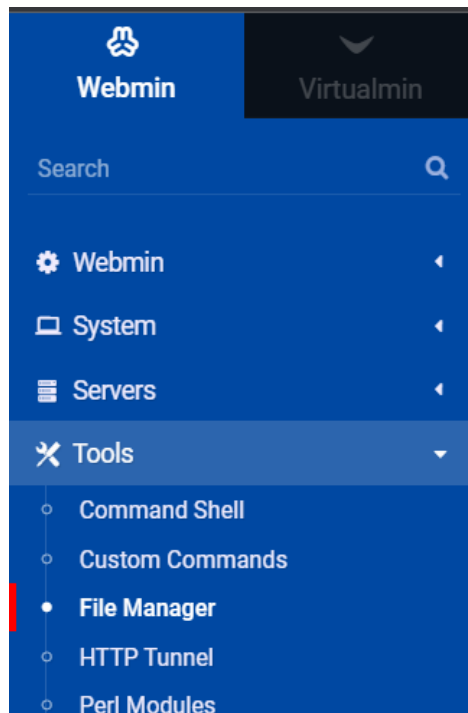 Webmin
Virtualmin
Search
Webmin
System
Servers
Tools
Command Shell
Custom Commands
File Manager
HTTP Tunnel
Perl Modules